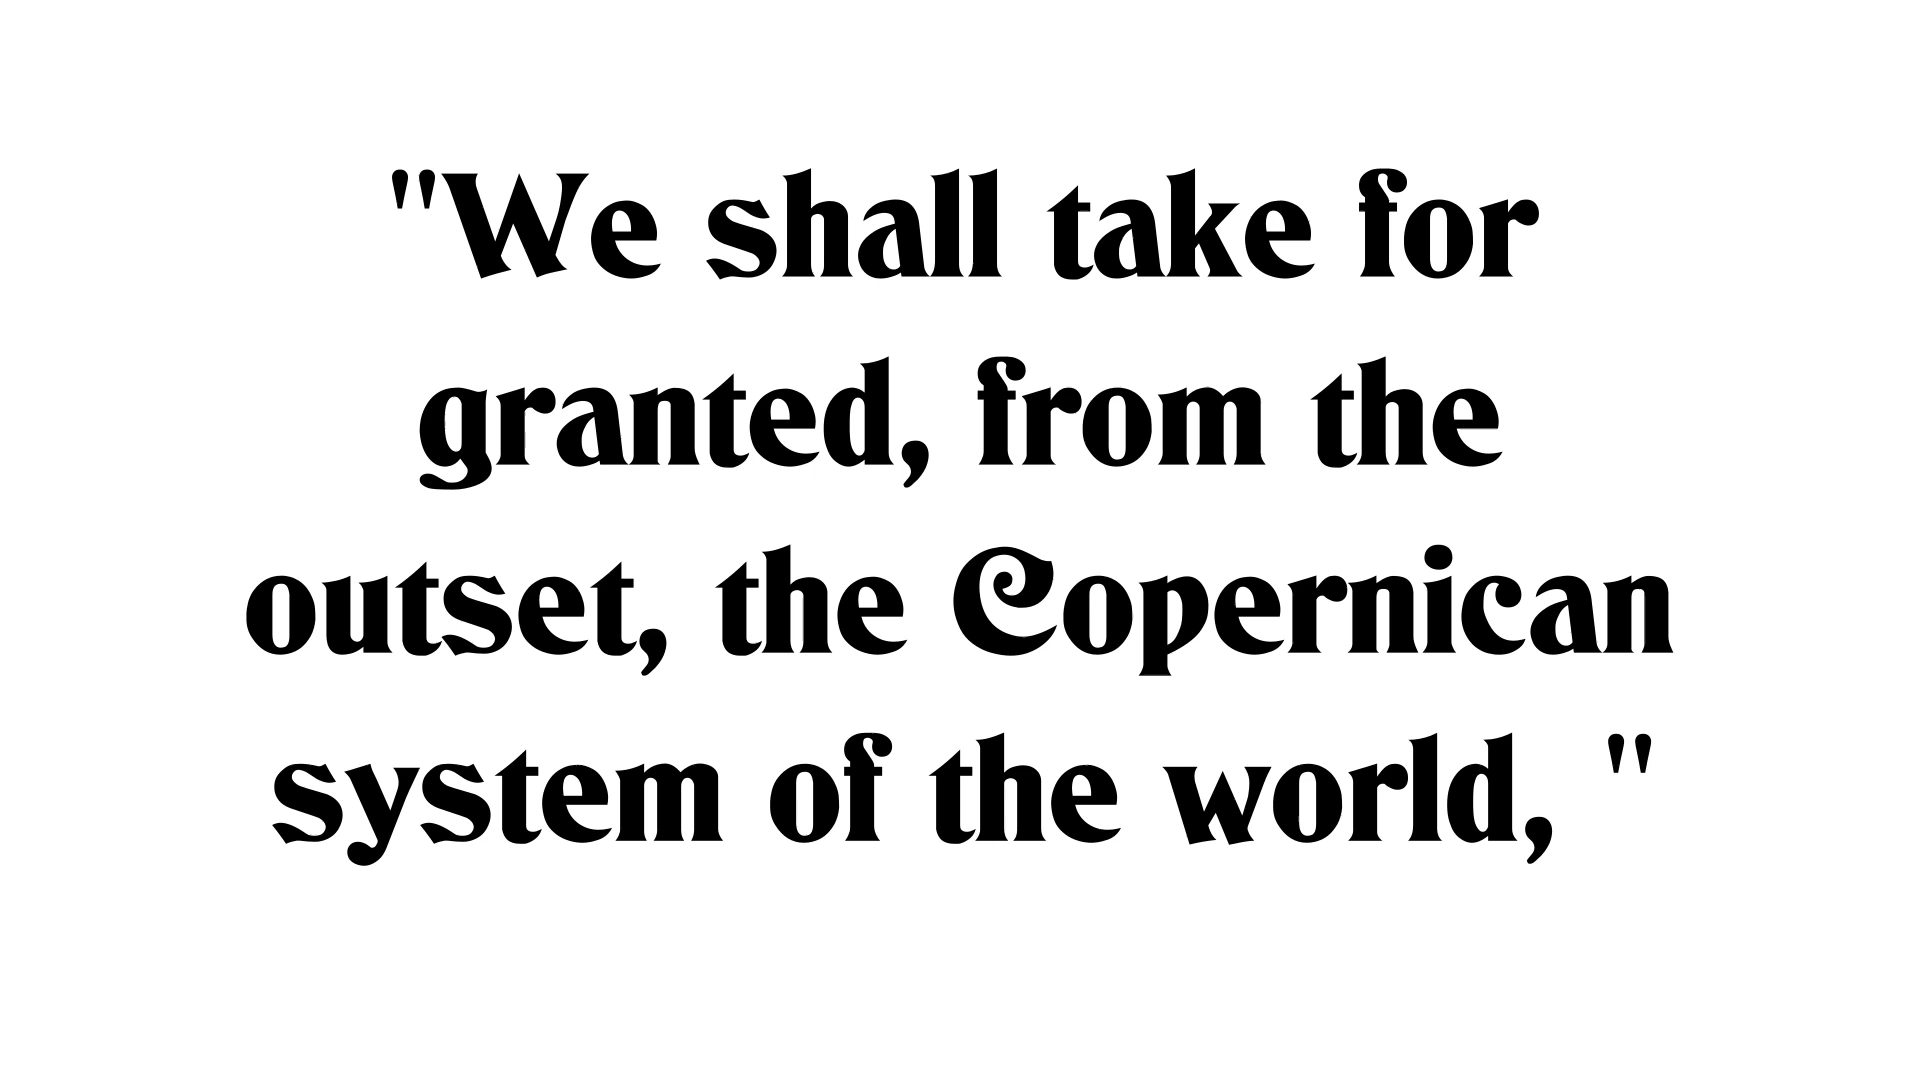 "We shall take for
granted, from the
outset, the Copernican
system of the world, "